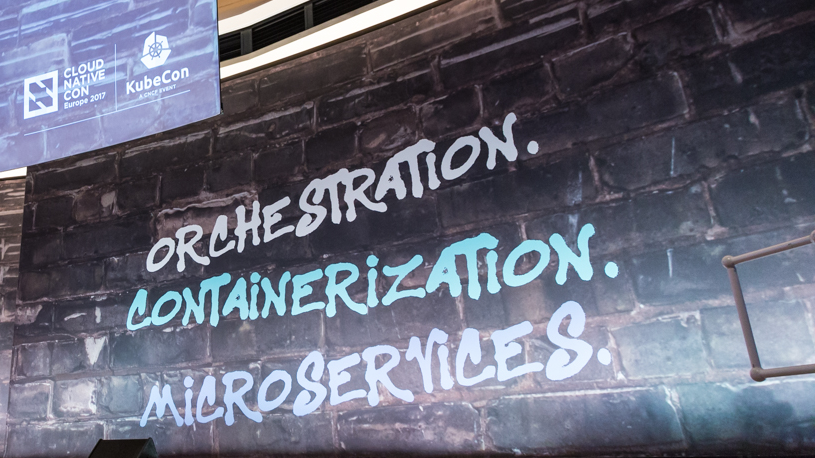 CLOUD
NATIVE
CON
Europe 2017
KubeCon
A CNCF EVENT
ORCHESTRATION.
CONTAINERIZATION.
MICROSERVICES.